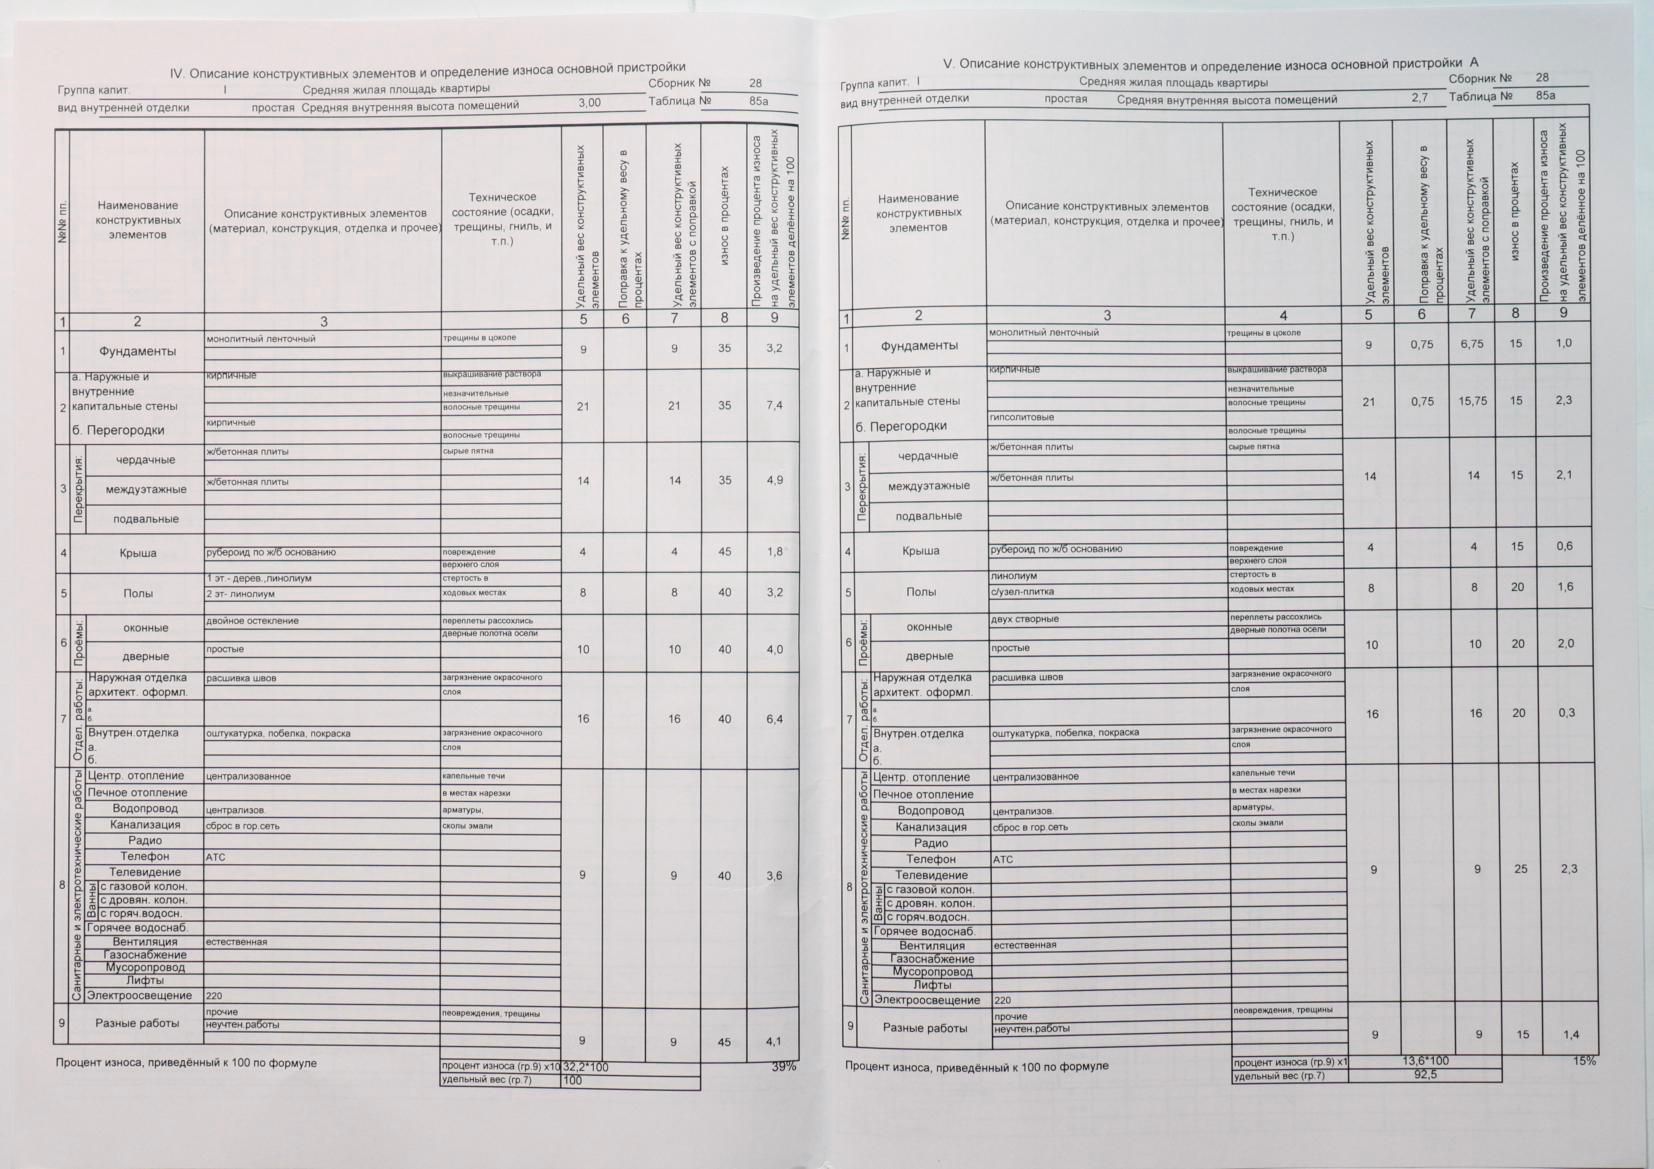 IV. Описание конструктивных элементов и определение износа основной пристройки
Группа капит. I Средняя жилая площадь квартиры Сборник № 28
вид внутренней отделки простая Средняя внутренняя высота помещений 3,00 Таблица № 85а
№№ пп.
Наименование конструктивных элементов
Описание конструктивных элементов (материал, конструкция, отделка и прочее)
Техническое состояние (осадки, трещины, гниль, и т.п.)
Удельный вес конструктивных элементов
Поправка к удельному весу в процентах
Удельный вес конструктивных элементов с поправкой
износ в процентах
Произведение процента износа на удельный вес конструктивных элементов деленное на 100
1 2 3 5 6 7 8 9
1 Фундаменты монолитный ленточный трещины в цоколе 9 9 35 3,2
2 а. Наружные и внутренние капитальные стены кирпичные выкрашивание раствора
незначительные
волосные трещины 21 21 35 7,4
б. Перегородки кирпичные
волосные трещины
3 Перекрытия:
чердачные ж/бетонная плиты сырые пятна
междуэтажные ж/бетонная плиты 14 14 35 4,9
подвальные
4 Крыша рубероид по ж/б основанию повреждение 4 4 45 1,8
верхнего слоя
5 Полы 1 эт.- дерев.,линолиум стертость в
2 эт- линолиум ходовых местах 8 8 40 3,2
6 Проёмы:
оконные двойное остекление переплеты рассохлись
дверные полотна осели
дверные простые 10 10 40 4,0
7 Отдел. работы:
Наружная отделка расшивка швов загрязнение окрасочного
архитект. оформл. слоя
а.
б. 16 16 40 6,4
Внутрен.отделка оштукатурка, побелка, покраска загрязнение окрасочного
а. слоя
б.
8 Санитарные и электротехнические работы
Центр. отопление централизованное капельные течи
Печное отопление в местах нарезки
Водопровод централизов. арматуры,
Канализация сброс в гор.сеть сколы эмали
Радио
Телефон АТС
Телевидение 9 9 40 3,6
Ванны
с газовой колон.
с дровян. колон.
с горяч.водосн.
Горячее водоснаб.
Вентиляция естественная
Газоснабжение
Мусоропровод
Лифты
Электроосвещение 220
9 Разные работы прочие пеовреждения, трещины
неучтен.работы 9 9 45 4,1
Процент износа, приведённый к 100 по формуле процент износа (гр.9) х10 32,2*100 39%
удельный вес (гр.7) 100
V. Описание конструктивных элементов и определение износа основной пристройки А
Группа капит. I Средняя жилая площадь квартиры Сборник № 28
вид внутренней отделки простая Средняя внутренняя высота помещений 2,7 Таблица № 85а
№№ пп.
Наименование конструктивных элементов
Описание конструктивных элементов (материал, конструкция, отделка и прочее)
Техническое состояние (осадки, трещины, гниль, и т.п.)
Удельный вес конструктивных элементов
Поправка к удельному весу в процентах
Удельный вес конструктивных элементов с поправкой
износ в процентах
Произведение процента износа на удельный вес конструктивных элементов делённое на 100
1 2 3 4 5 6 7 8 9
1 Фундаменты монолитный ленточный трещины в цоколе 9 0,75 6,75 15 1,0
2 а. Наружные и внутренние капитальные стены кирпичные выкрашивание раствора
незначительные
волосные трещины 21 0,75 15,75 15 2,3
б. Перегородки гипсолитовые
волосные трещины
3 Перекрытия:
чердачные ж/бетонная плиты сырые пятна
междуэтажные ж/бетонная плиты 14 14 15 2,1
подвальные
4 Крыша рубероид по ж/б основанию повреждение 4 4 15 0,6
верхнего слоя
5 Полы линолиум стертость в
с/узел-плитка ходовых местах 8 8 20 1,6
6 Проёмы:
оконные двух створные переплеты рассохлись
дверные полотна осели
дверные простые 10 10 20 2,0
7 Отдел. работы:
Наружная отделка расшивка швов загрязнение окрасочного
архитект. оформл. слоя
а.
б. 16 16 20 0,3
Внутрен.отделка оштукатурка, побелка, покраска загрязнение окрасочного
а. слоя
б.
8 Санитарные и электротехнические работы
Центр. отопление централизованное капельные течи
Печное отопление в местах нарезки
Водопровод централизов. арматуры,
Канализация сброс в гор.сеть сколы эмали
Радио
Телефон АТС
Телевидение 9 9 25 2,3
Ванны
с газовой колон.
с дровян. колон.
с горяч.водосн.
Горячее водоснаб.
Вентиляция естественная
Газоснабжение
Мусоропровод
Лифты
Электроосвещение 220
9 Разные работы прочие пеовреждения, трещины
неучтен.работы 9 9 15 1,4
Процент износа, приведённый к 100 по формуле процент износа (гр.9) х1 13,6*100 15%
удельный вес (гр.7) 92,5